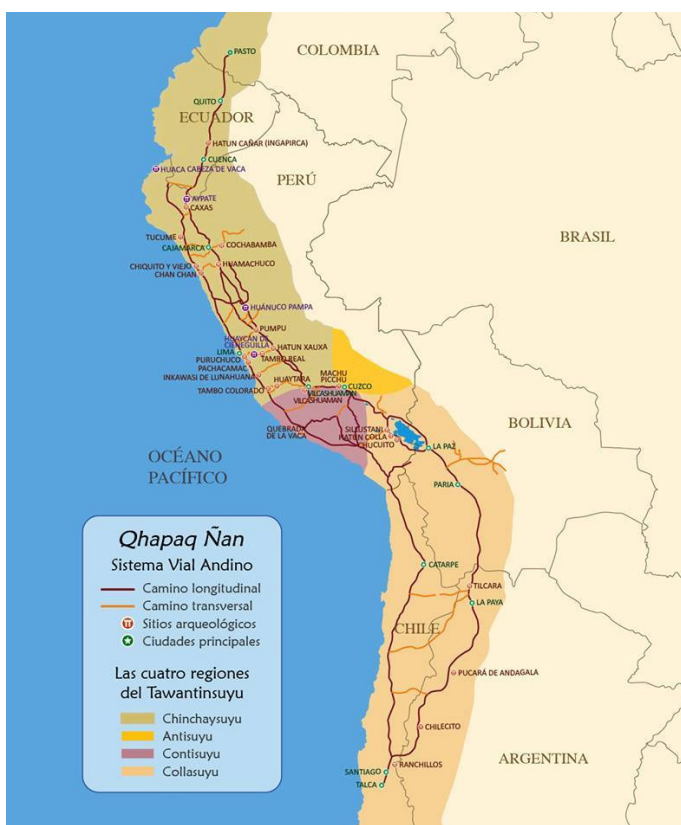 COLOMBIA
PASTO
QUITO
ECUADOR
HATUN CAÑAR (INGAPIRCA)
CUENCA
HUACA CABEZA DE VACA
PERÚ
AYPATE
CAXAS
BRASIL
TUCUME
COCHABAMBA
CAJAMARCA
CHIQUITO Y VIEJO
HUAMACHUCO
CHAN CHAN
HUÁNUCO PAMPA
PUMPU
HUAYCÁN DE
CIENEGUILLA
HATUN XAUXA
LIMA
TAMBO REAL
PURUCHUCO
PACHACAMAC
MACHU
PICCHU
INKAWASI DE LUNAHUANA
HUAYTARA
CUZCO
TAMBO COLORADO
VILCASHUAMAN
VILCASHUAMAN
BOLIVIA
QUEBRADA
DE LA VACA
SILLUSTANI
HATUN COLLA
CHUCUITO
LA PAZ
OCÉANO
PACÍFICO
PARIA
CATARPE
TILCARA
LA PAYA
CHILE
PUCARÁ DE ANDAGALA
CHILECITO
ARGENTINA
RANCHILLOS
SANTIAGO
TALCA
Qhapaq Ñan
Sistema Vial Andino
Camino longitudinal
Camino transversal
Sitios arqueológicos
Ciudades principales
Las cuatro regiones
del Tawantinsuyu
Chinchaysuyu
Antisuyu
Contisuyu
Collasuyu